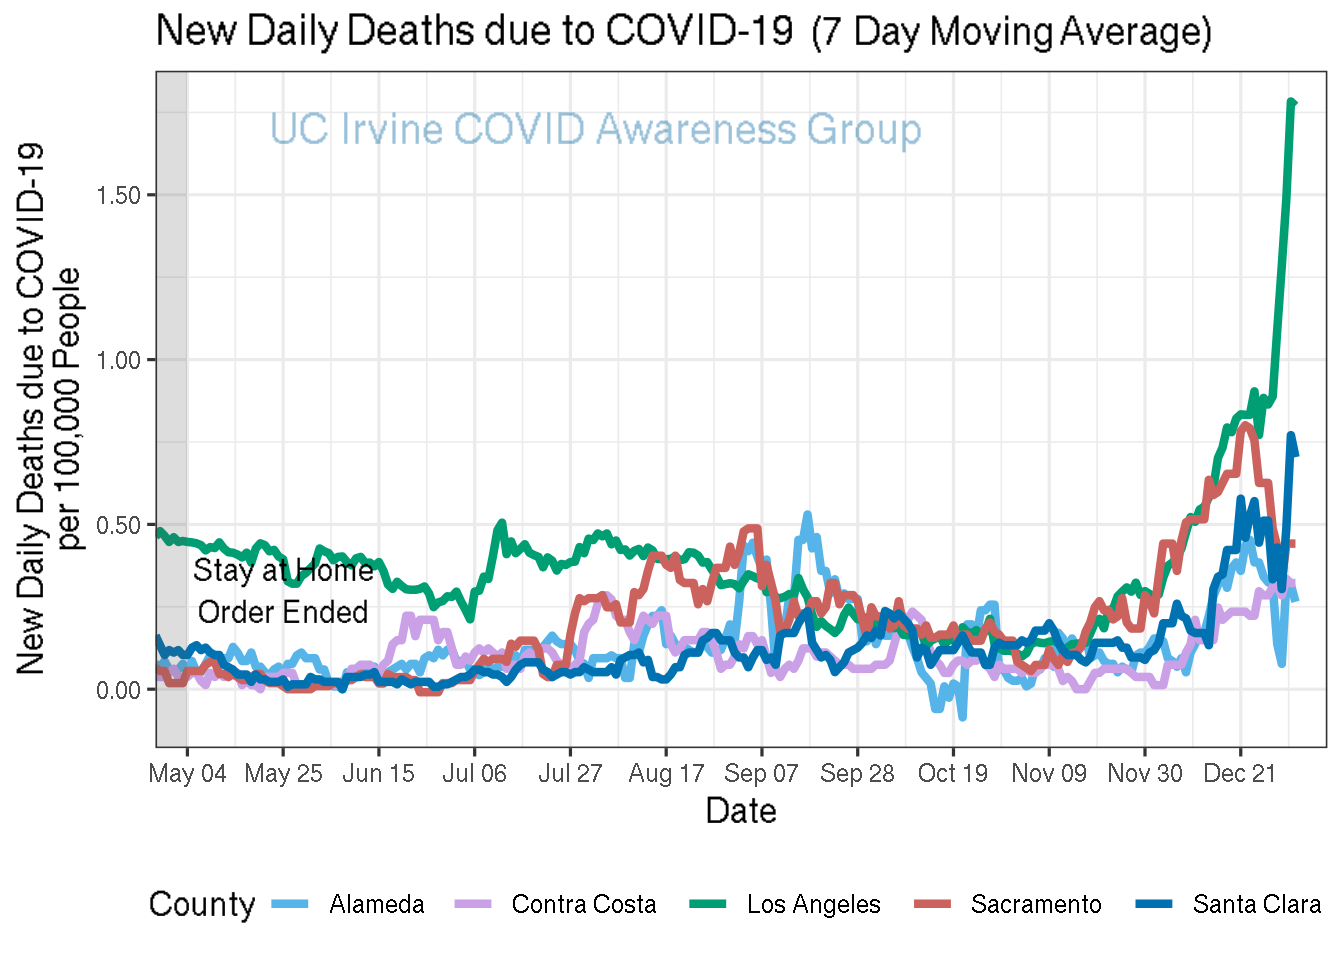 New Daily Deaths due to COVID-19 (7 Day Moving Average)
UC Irvine COVID Awareness Group
New Daily Deaths due to COVID-19
per 100,000 People
1.50
1.00
0.50
0.00
Stay at Home
Order Ended
May 04 May 25 Jun 15 Jul 06 Jul 27 Aug 17 Sep 07 Sep 28 Oct 19 Nov 09 Nov 30 Dec 21
Date
County Alameda Contra Costa Los Angeles Sacramento Santa Clara